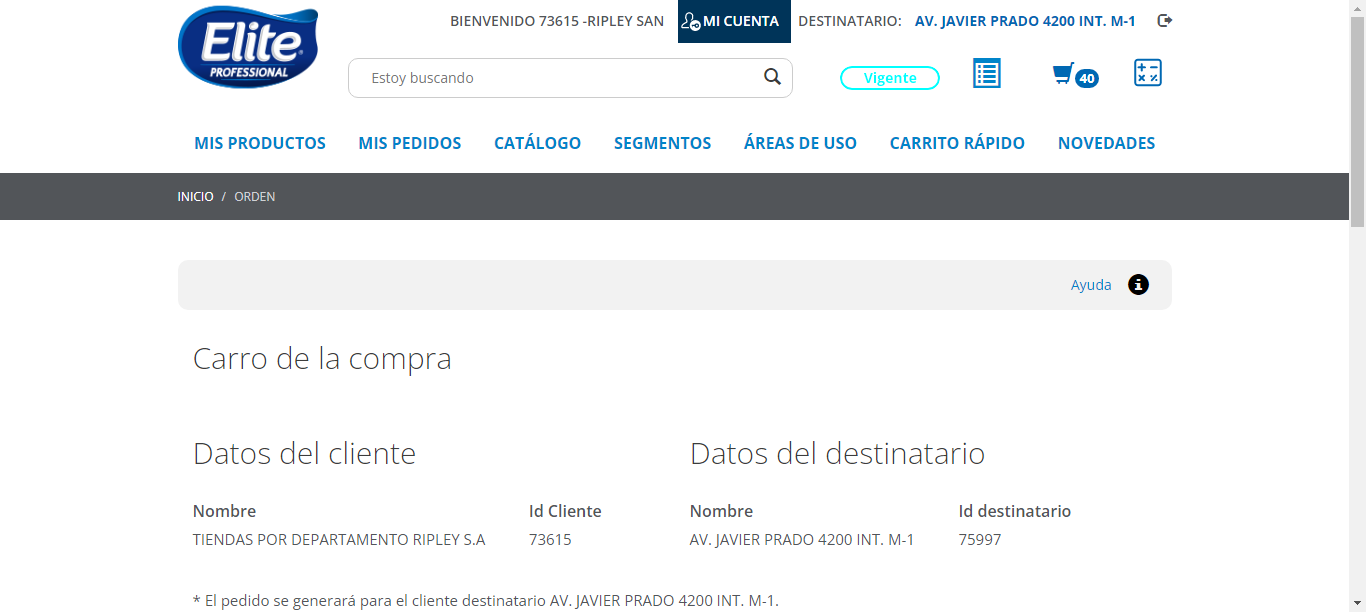 Elite
PROFESSIONAL
BIENVENIDO 73615 -RIPLEY SAN MI CUENTA DESTINATARIO: AV. JAVIER PRADO 4200 INT. M-1
Estoy buscando Vigente 40
MIS PRODUCTOS MIS PEDIDOS CATÁLOGO SEGMENTOS ÁREAS DE USO CARRITO RÁPIDO NOVEDADES
INICIO / ORDEN
Ayuda
Carro de la compra
Datos del cliente Datos del destinatario
Nombre Id Cliente Nombre Id destinatario
TIENDAS POR DEPARTAMENTO RIPLEY S.A 73615 AV. JAVIER PRADO 4200 INT. M-1 75997
* El pedido se generará para el cliente destinatario AV. JAVIER PRADO 4200 INT. M-1.